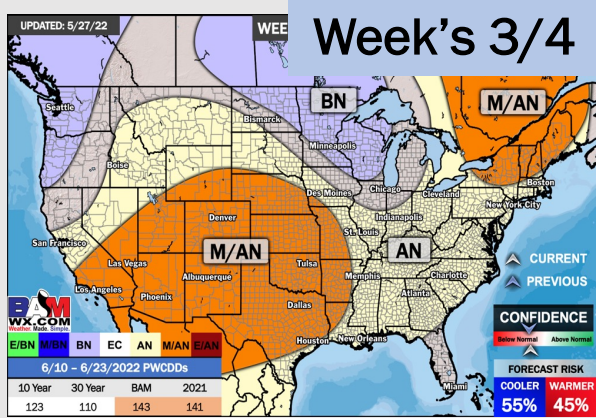 UPDATED: 5/27/22
WEE
Week's 3/4
BN
M/AN
Seattle
Bismarck
Minneapolis
Boise
Des Moines
Chicago
Cleveland
Boston
New York City
Denver
Indianapolis
San Francisco
M/AN
St. Louis
AN
Las Vegas
Tulsa
Albuquerque
Memphis
Charlotte
Los Angeles
Phoenix
Atlanta
Dallas
Houston
New Orleans
Miami
CURRENT
PREVIOUS
BAM
WX.COM
Weather. Made. Simple.
E/BN M/BN BN EC AN M/AN E/AN
6/10 – 6/23/2022 PWCDDs
10 Year 30 Year BAM 2021
123 110 143 141
CONFIDENCE
Below Normal Above Normal
FORECAST RISK
COOLER WARMER
55% 45%